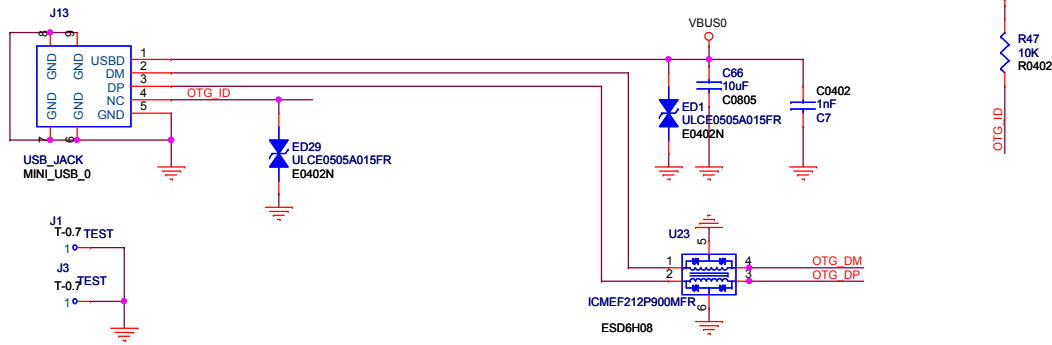 J13
8
9
GND
GND
USBD
1
DM
2
DP
3
NC
4
OTG_ID
GND
5
GND
GND
7
6
USB_JACK
MINI_USB_0
ED29
ULCE0505A015FR
E0402N
VBUS0
C66
10uF
C0805
ED1
ULCE0505A015FR
E0402N
C0402
1nF
C7
R47
10K
R0402
OTG_ID
J1
T-0.7
TEST
1
J3
TEST
T-0.7
1
U23
5
1
4
OTG_DM
2
3
OTG_DP
ICMEF212P900MFR
6
ESD6H08